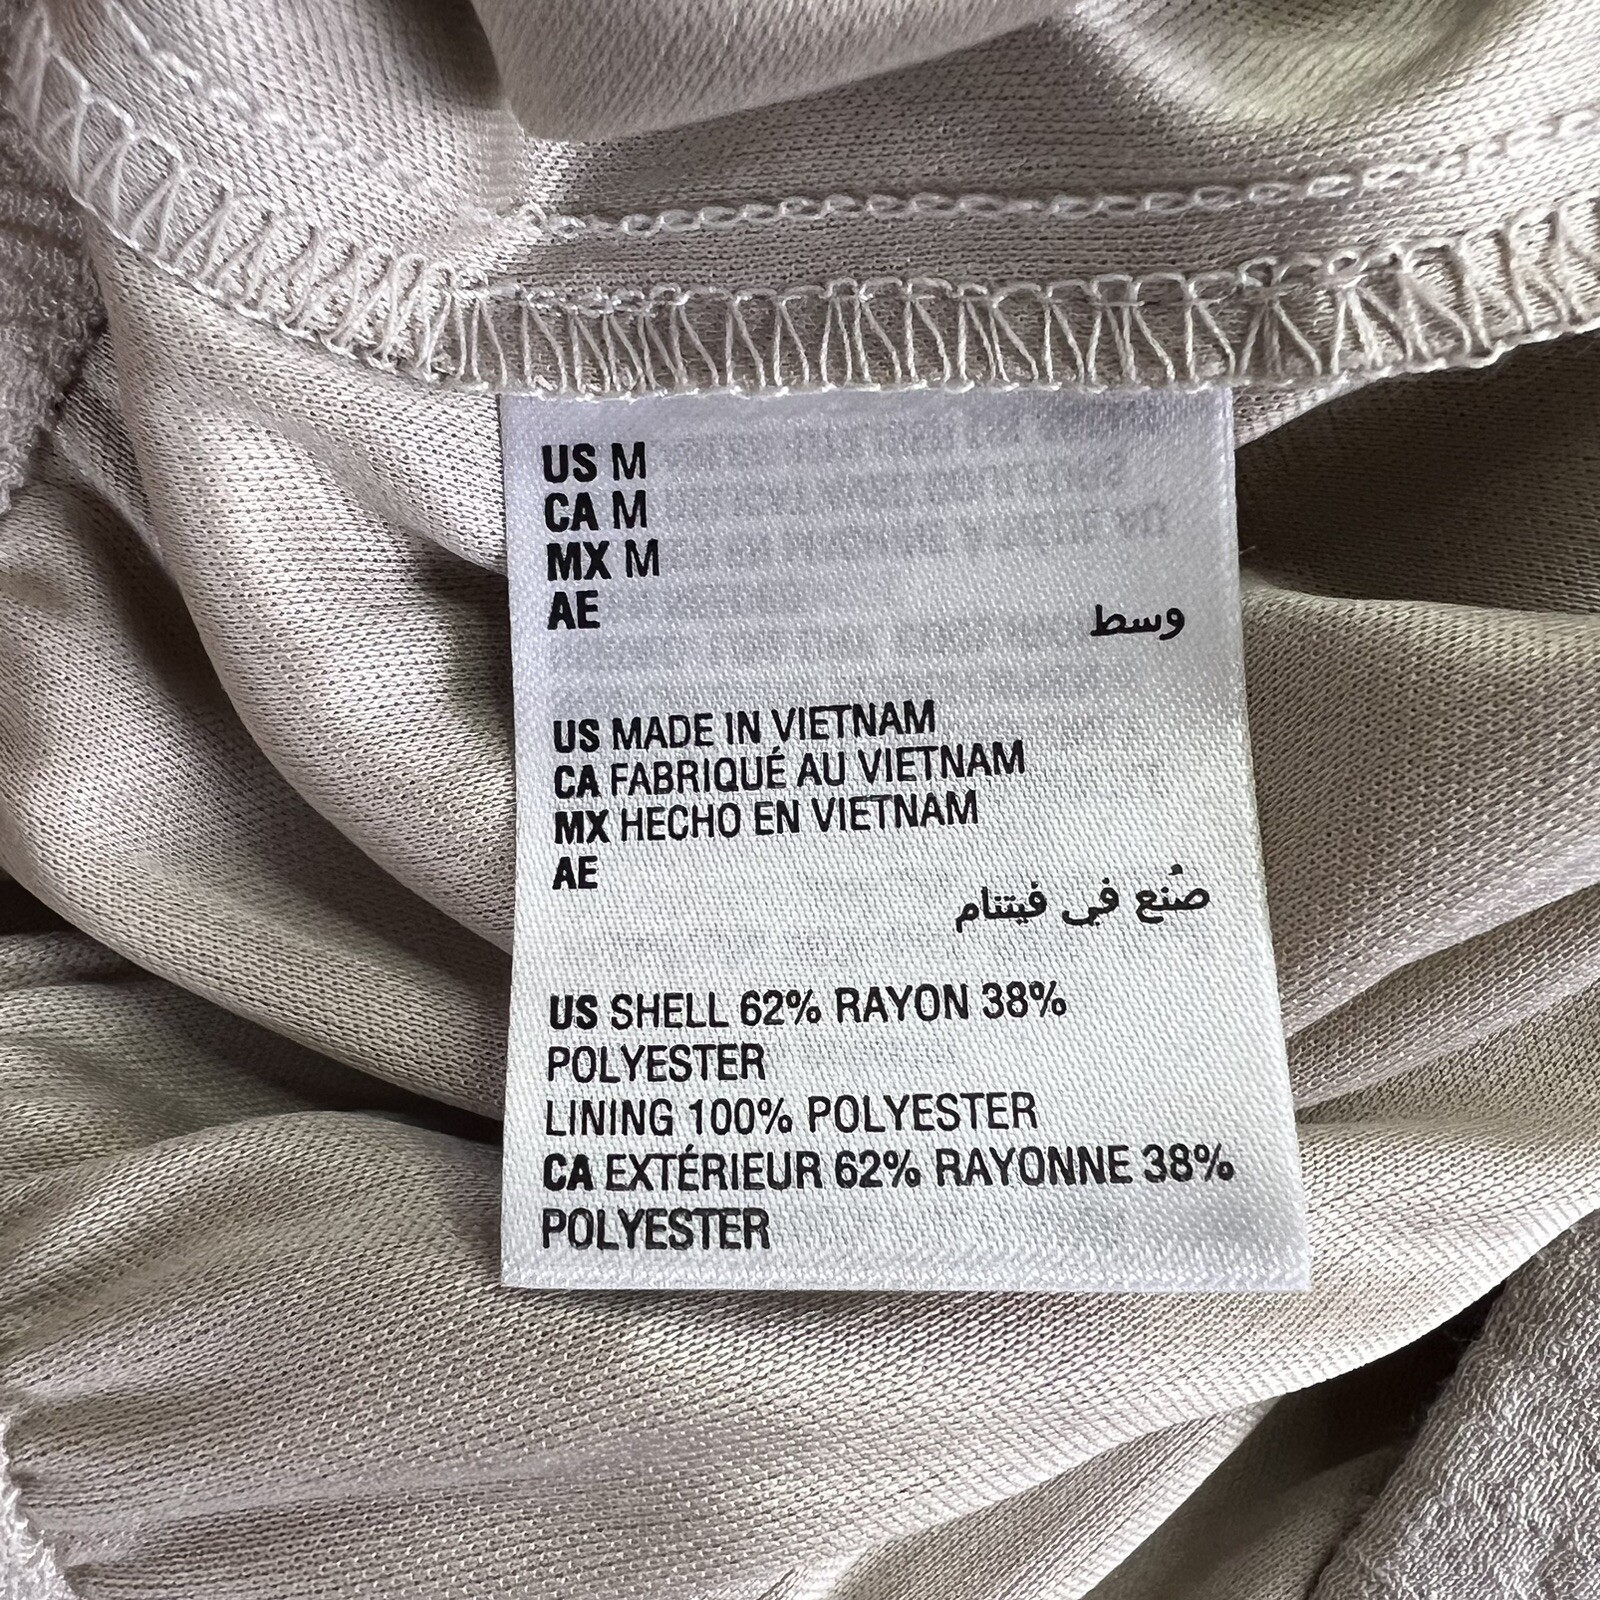 US M
CA M
MX M
AE
وسط
US MADE IN VIETNAM
CA FABRIQUÉ AU VIETNAM
MX HECHO EN VIETNAM
AE
صُنع في فيتنام
US SHELL 62% RAYON 38%
POLYESTER
LINING 100% POLYESTER
CA EXTÉRIEUR 62% RAYONNE 38%
POLYESTER